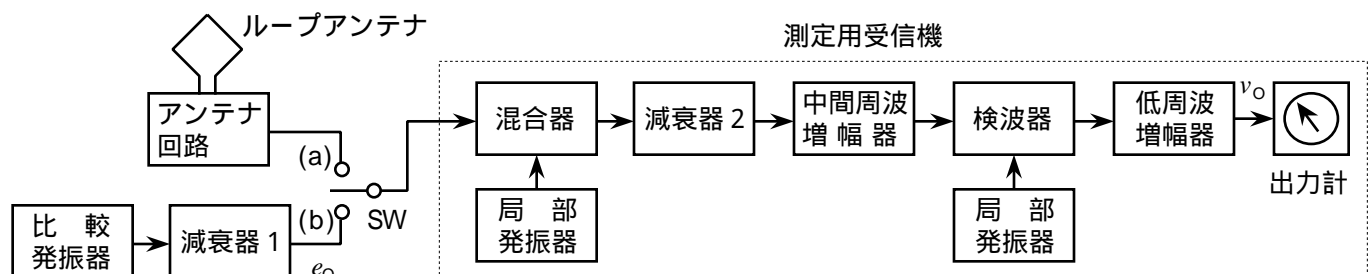 ループアンテナ
測定用受信機
アンテナ
回路
(a)
混合器
減衰器 2
中間周波
増 幅 器
検波器
低周波
増幅器
vo
出力計
(b)
SW
局 部
発振器
局 部
発振器
比 較
発振器
減衰器 1
eo